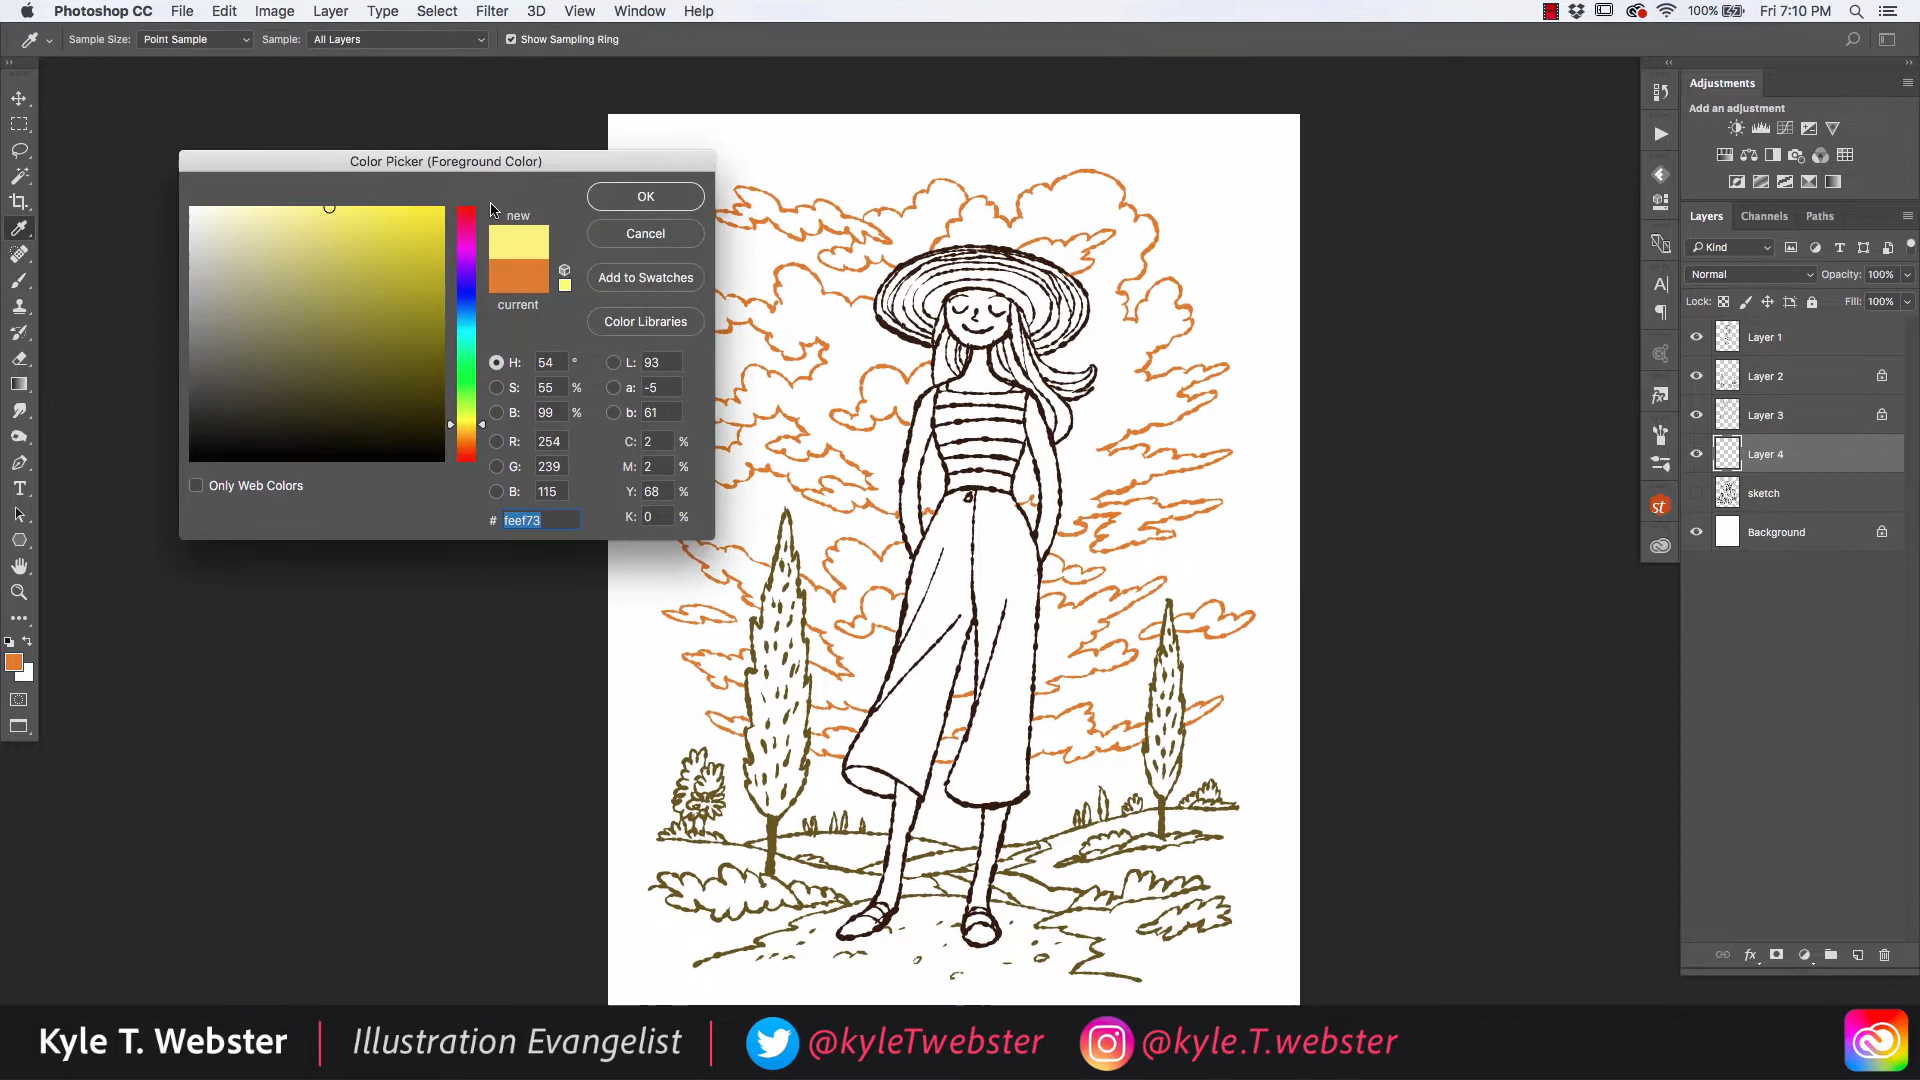 Photoshop CC File Edit Image Layer Type Select Filter 3D View Window Help 100% Fri 7:10 PM
Sample Size: Point Sample Sample: All Layers Show Sampling Ring
Color Picker (Foreground Color)
new
current
OK
Cancel
Add to Swatches
Color Libraries
H: 54 ° L: 93
S: 55 % a: -5
B: 99 % b: 61
R: 254 C: 2 %
G: 239 M: 2 %
B: 115 Y: 68 %
# feef73 K: 0 %
Only Web Colors
Adjustments
Add an adjustment
Layers Channels Paths
Kind
Normal Opacity: 100%
Lock: Fill: 100%
Layer 1
Layer 2
Layer 3
Layer 4
sketch
Background
A
st
T
fx
Kyle T. Webster Illustration Evangelist @kyleTwebster @kyle.T.webster